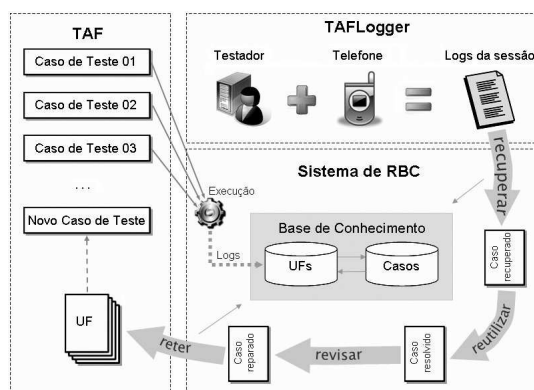 TAF
Caso de Teste 01
Caso de Teste 02
Caso de Teste 03
...
Novo Caso de Teste
UF
TAFLogger
Testador
Telefone
Logs da sessão
recuperar
Sistema de RBC
Execução
Logs
Base de Conhecimento
UFs
Casos
Caso
recuperado
reutilizar
Caso
resolvido
revisar
Caso
reparado
reter